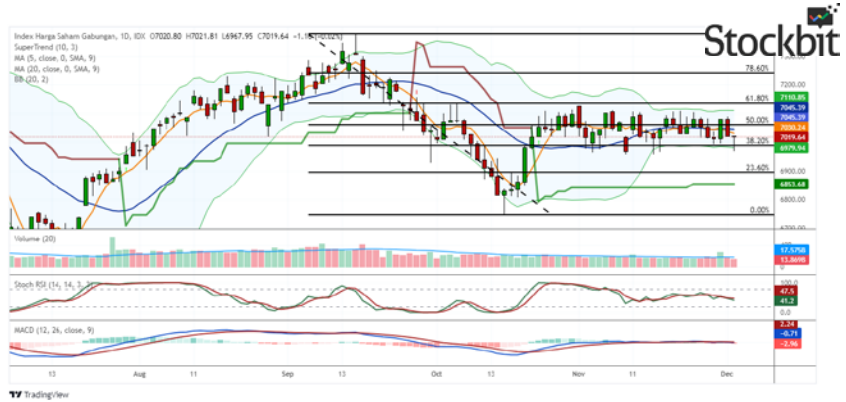 Stockbit
Index Harga Saham Gabungan, 1D, IDX O7020.80 H7021.81 L6967.95 C7019.64
SuperTrend (10, 3)
MA (5, close, 0, SMA, 9)
MA (20, close, 0, SMA, 9)
BB (20, 2)
78.60%
7200.00
61.80%
7110.85
7045.39
7045.39
50.00%
7030.24
7019.64
38.20%
6979.94
23.60%
6900.00
6853.68
6800.00
0.00%
Volume (20)
17.575B
13.869B
Stoch RSI (14, 14, 3, 3)
100.0
47.5
41.2
0.0
MACD (12, 26, close, 9)
2.24
-0.71
-2.96
13
Aug
11
Sep
13
Oct
12
Nov
11
Dec
TradingView